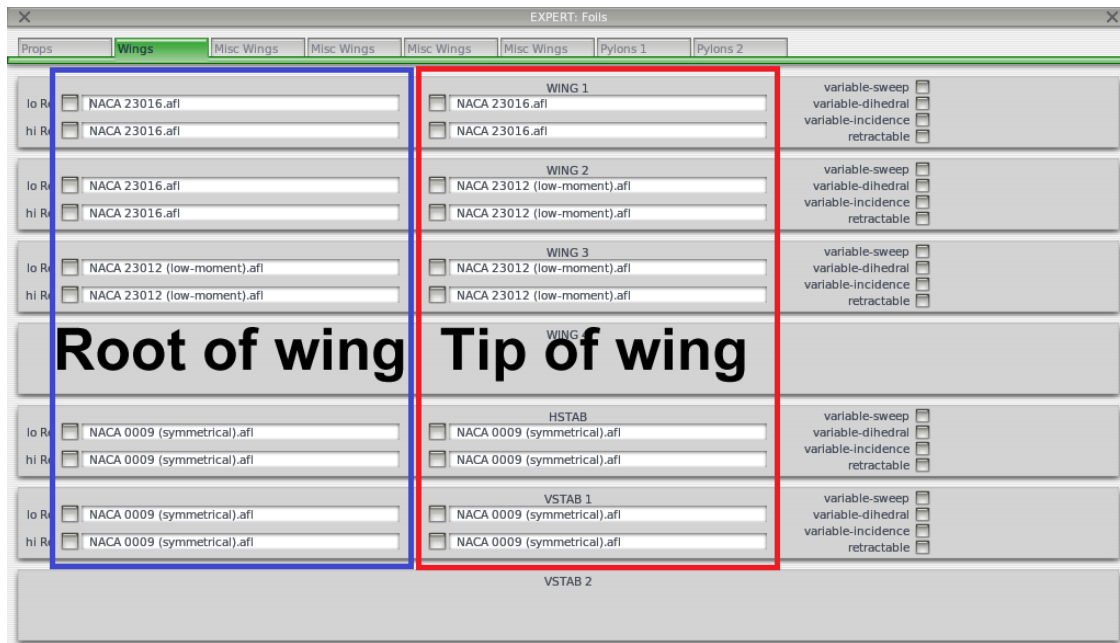 EXPERT: Foils
Props Wings Misc Wings Misc Wings Misc Wings Misc Wings Pylons 1 Pylons 2
WING 1
lo Re NACA 23016.afl NACA 23016.afl
hi Re NACA 23016.afl NACA 23016.afl
variable-sweep
variable-dihedral
variable-incidence
retractable
WING 2
lo Re NACA 23016.afl NACA 23012 (low-moment).afl
hi Re NACA 23016.afl NACA 23012 (low-moment).afl
variable-sweep
variable-dihedral
variable-incidence
retractable
WING 3
lo Re NACA 23012 (low-moment).afl NACA 23012 (low-moment).afl
hi Re NACA 23012 (low-moment).afl NACA 23012 (low-moment).afl
variable-sweep
variable-dihedral
variable-incidence
retractable
WING
Root of wing Tip of wing
HSTAB
lo Re NACA 0009 (symmetrical).afl NACA 0009 (symmetrical).afl
hi Re NACA 0009 (symmetrical).afl NACA 0009 (symmetrical).afl
variable-sweep
variable-dihedral
variable-incidence
retractable
VSTAB 1
lo Re NACA 0009 (symmetrical).afl NACA 0009 (symmetrical).afl
hi Re NACA 0009 (symmetrical).afl NACA 0009 (symmetrical).afl
variable-sweep
variable-dihedral
variable-incidence
retractable
VSTAB 2